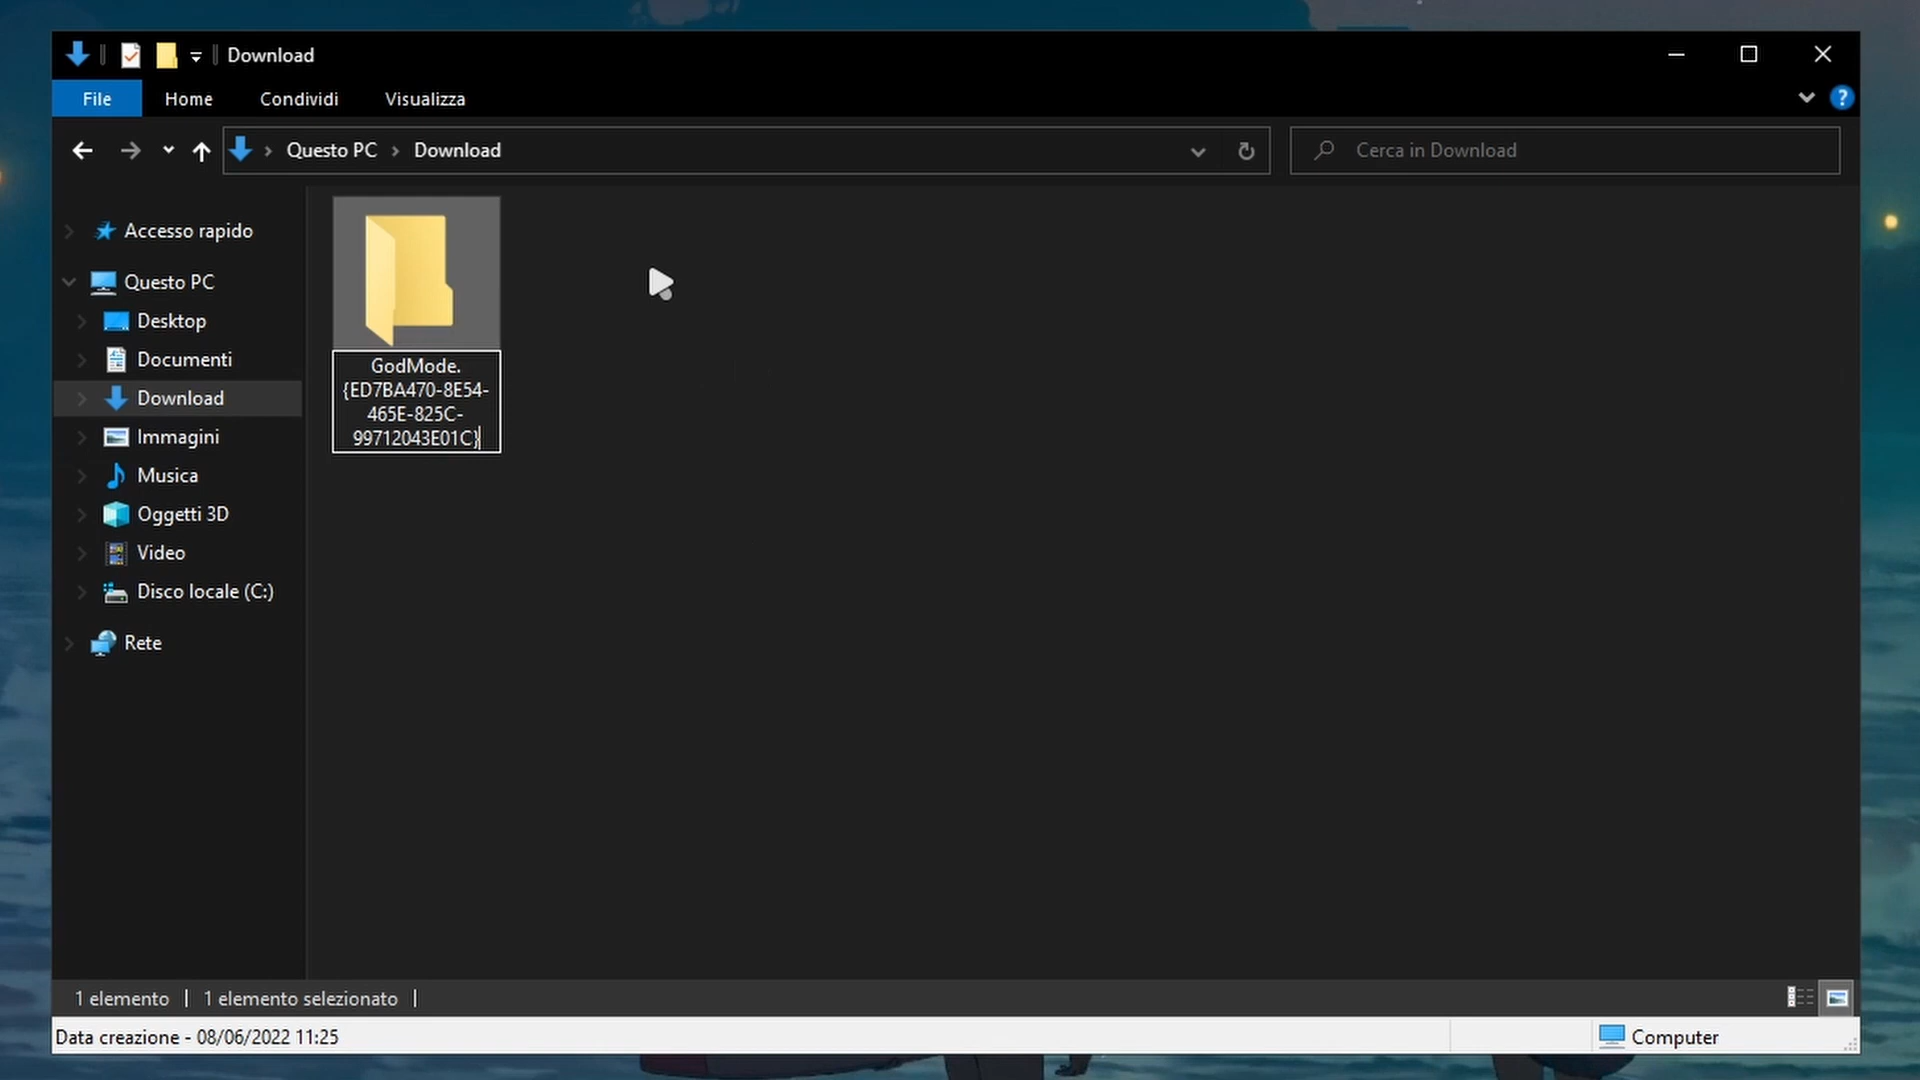 Download
File Home Condividi Visualizza
?
Questo PC Download
Cerca in Download
Accesso rapido
Questo PC
Desktop
Documenti
Download
Immagini
Musica
Oggetti 3D
Video
Disco locale (C:)
Rete
GodMode.
{ED7BA470-8E54-
465E-825C-
99712043E01C}
1 elemento 1 elemento selezionato
Data creazione - 08/06/2022 11:25
Computer